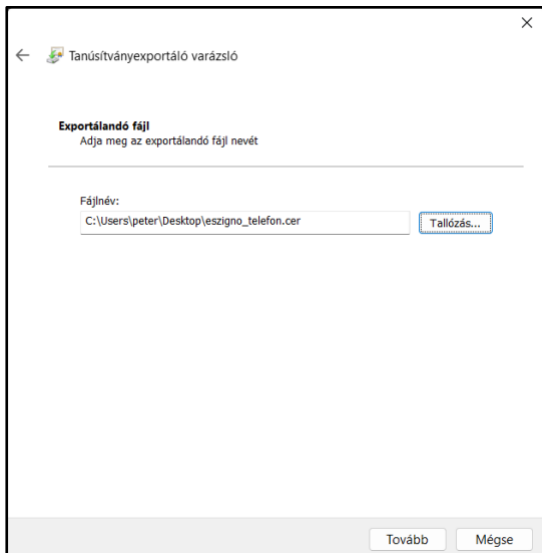 Tanúsítványexportáló varázsló
Exportálandó fájl
Adja meg az exportálandó fájl nevét
Fájlnév:
C:\Users\peter\Desktop\eszigno_telefon.cer
Tallózás...
Tovább
Mégse